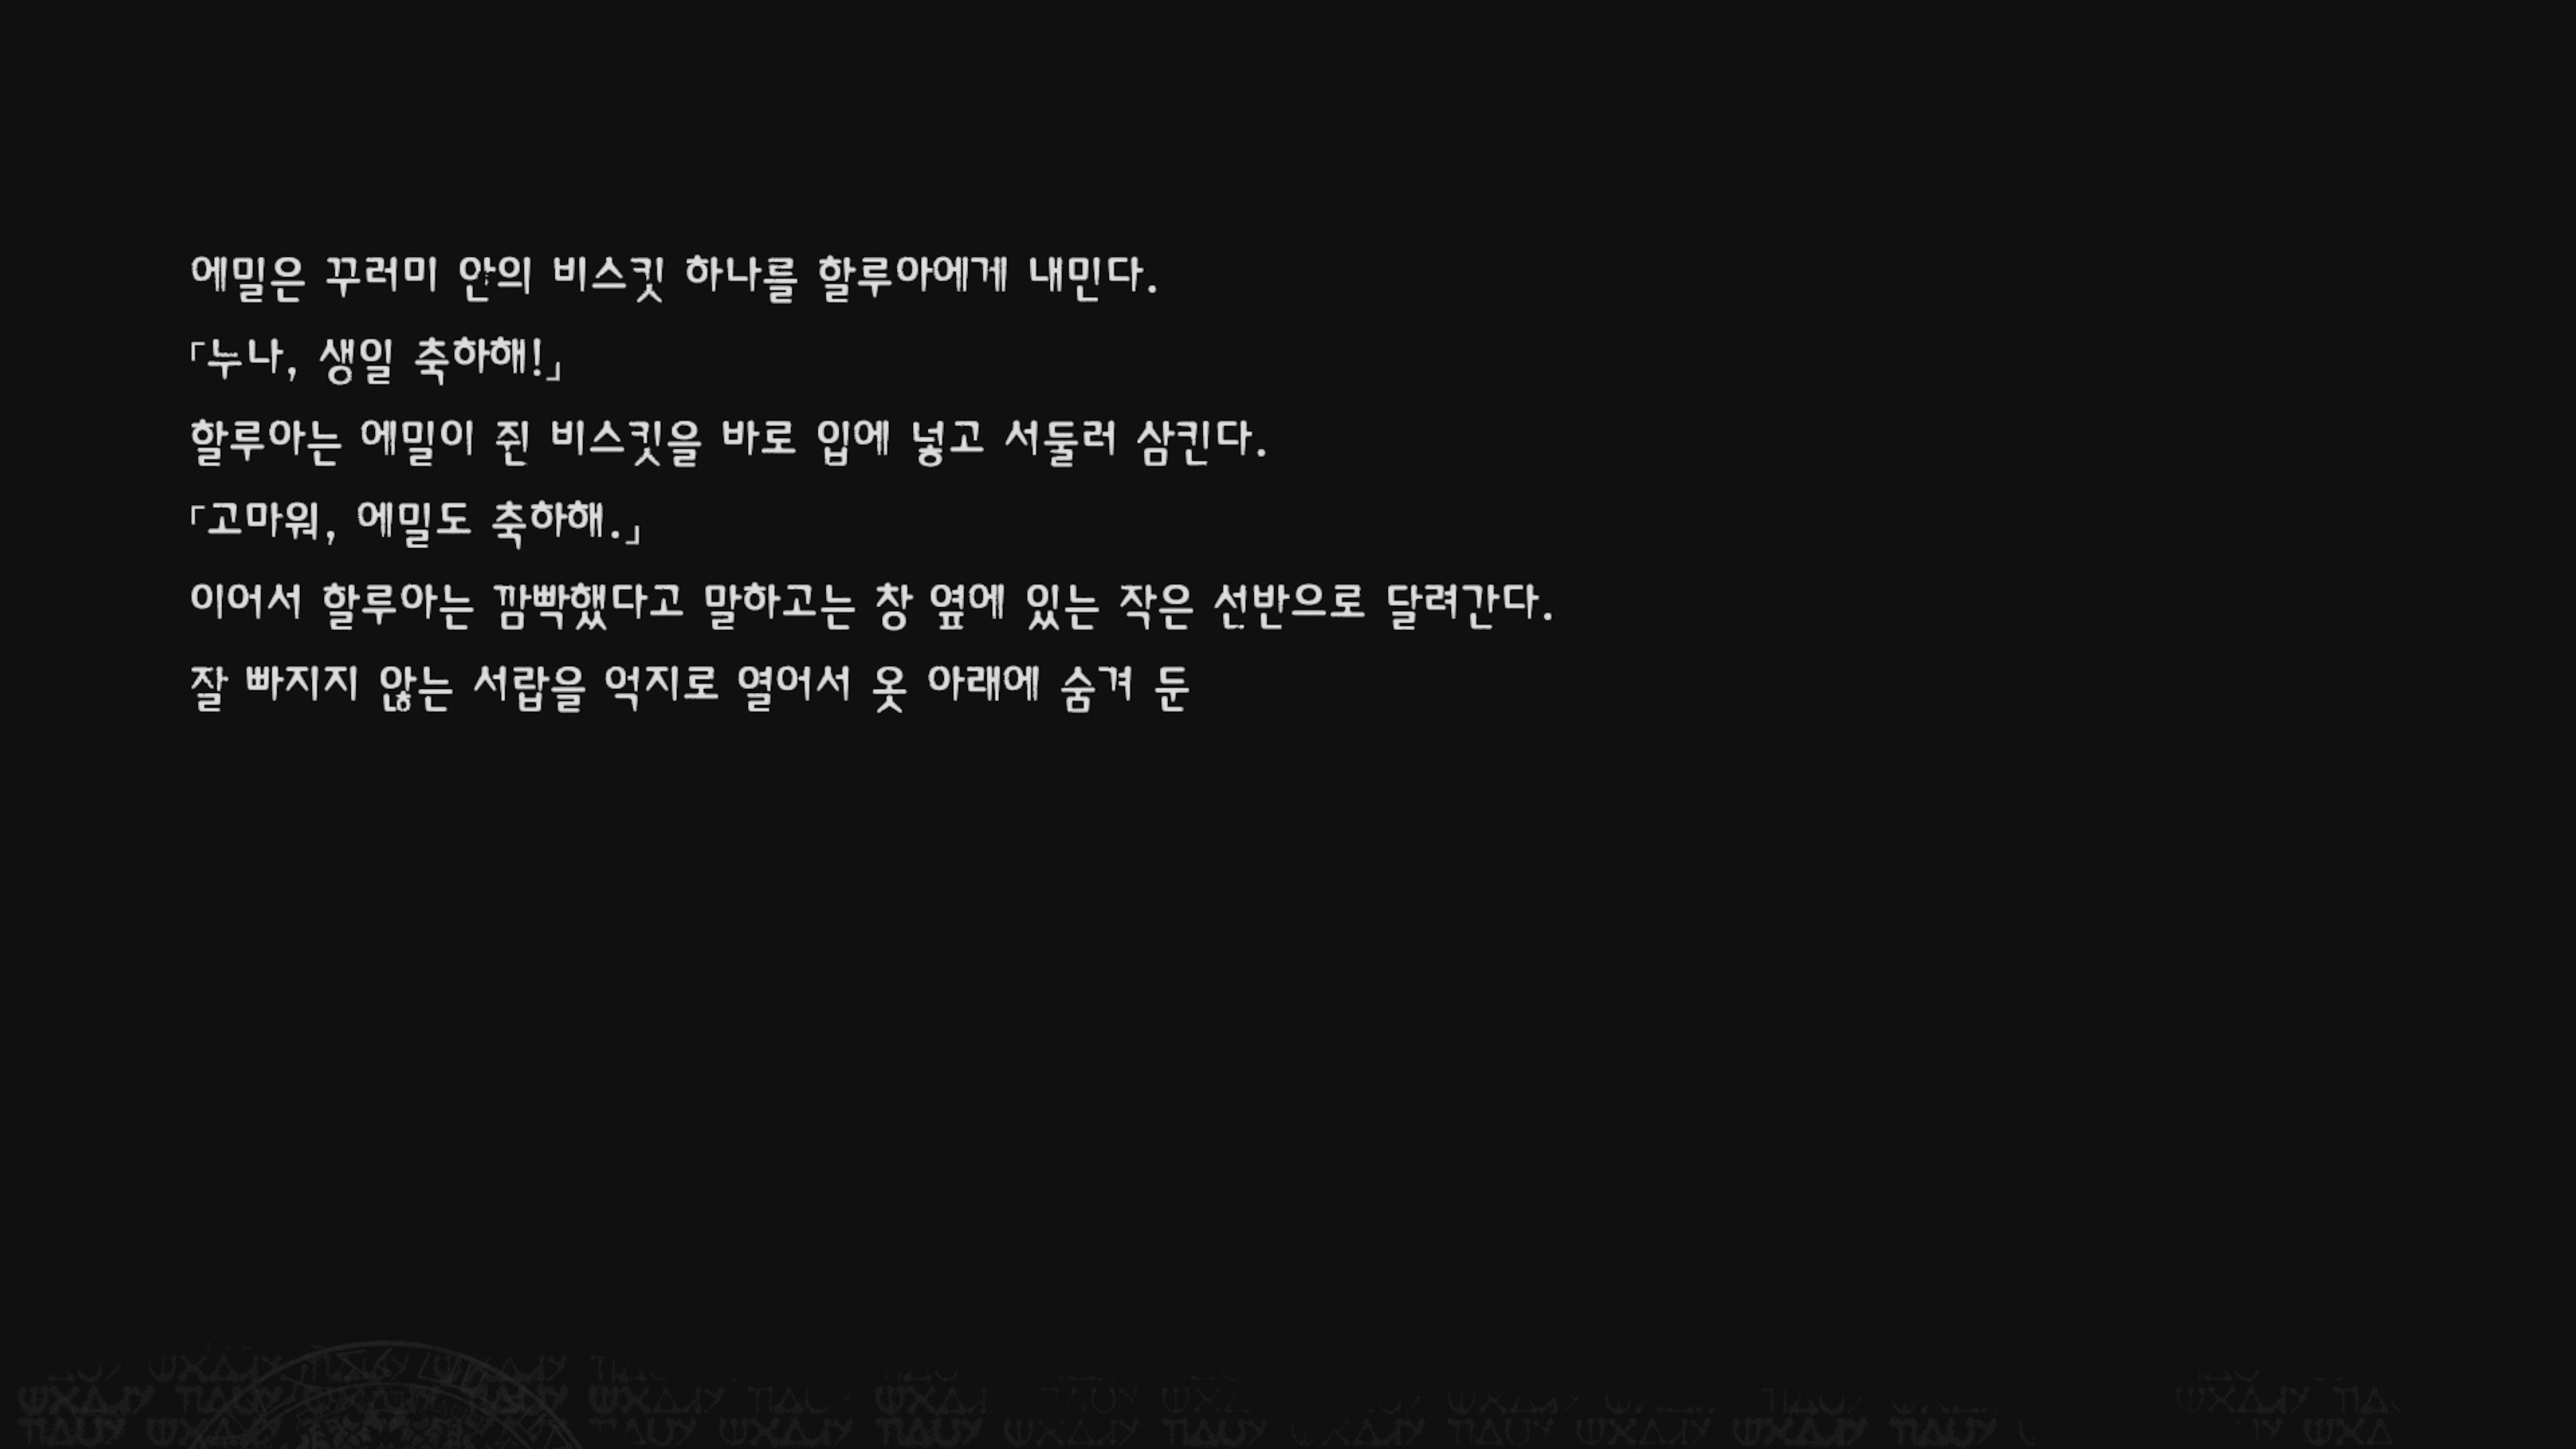 에밀은 꾸러미 안의 비스킷 하나를 할루아에게 내민다.
「누나, 생일 축하해!」
할루아는 에밀이 쥔 비스킷을 바로 입에 넣고 서둘러 삼킨다.
「고마워, 에밀도 축하해.」
이어서 할루아는 깜빡했다고 말하고는 창 옆에 있는 작은 선반으로 달려간다.
잘 빠지지 않는 서랍을 억지로 열어서 옷 아래에 숨겨 둔